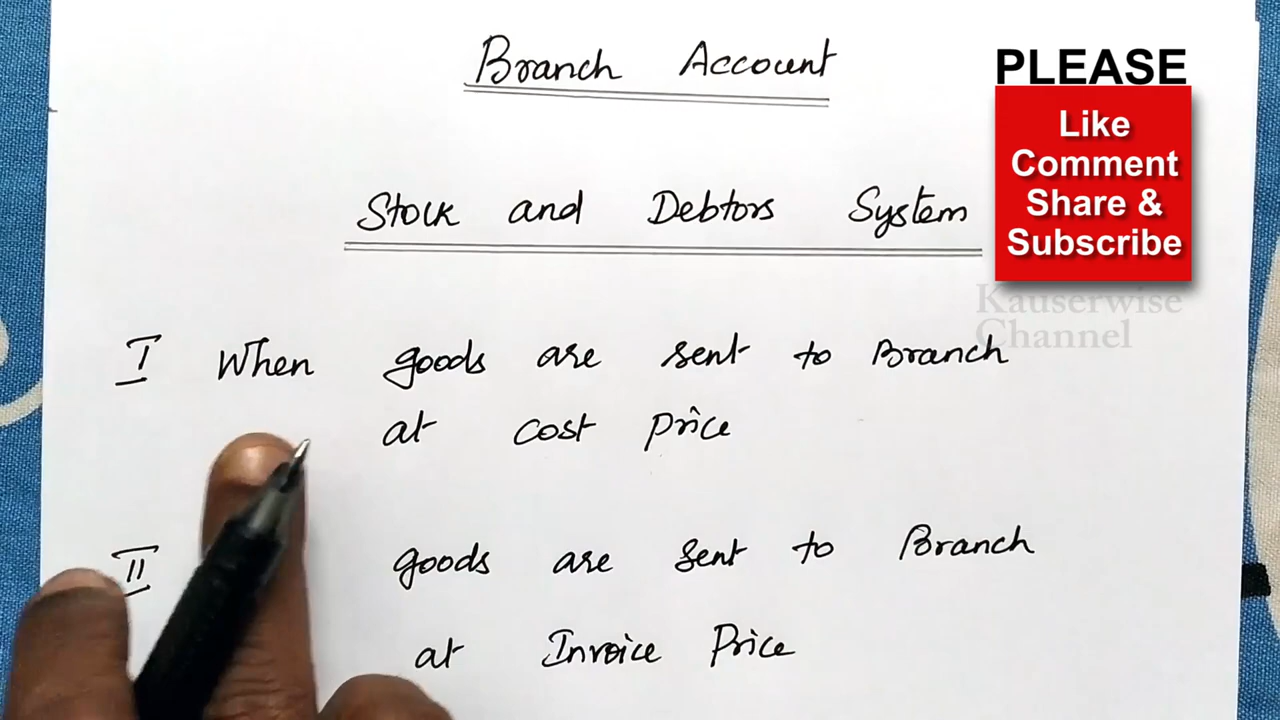 Branch Account
PLEASE
Like
Comment
Share &
Subscribe
Stock and Debtors System
Kauserwise
Channel
I When goods are sent to Branch
at cost price
II goods are sent to Branch
at Invoice Price